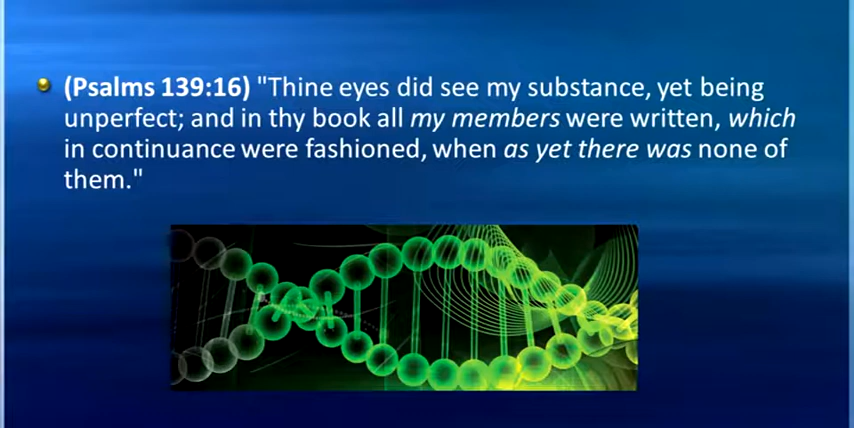 (Psalms 139:16) "Thine eyes did see my substance, yet being
unperfect; and in thy book all my members were written, which
in continuance were fashioned, when as yet there was none of
them."